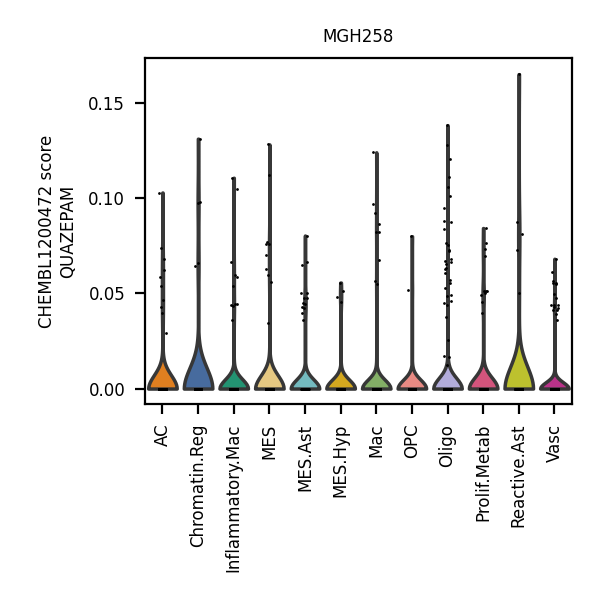 MGH258
CHEMBL1200472 score
QUAZEPAM
0.15
0.10
0.05
0.00
AC
Chromatin.Reg
Inflammatory.Mac
MES
MES.Ast
MES.Hyp
Mac
OPC
Oligo
Prolif.Metab
Reactive.Ast
Vasc